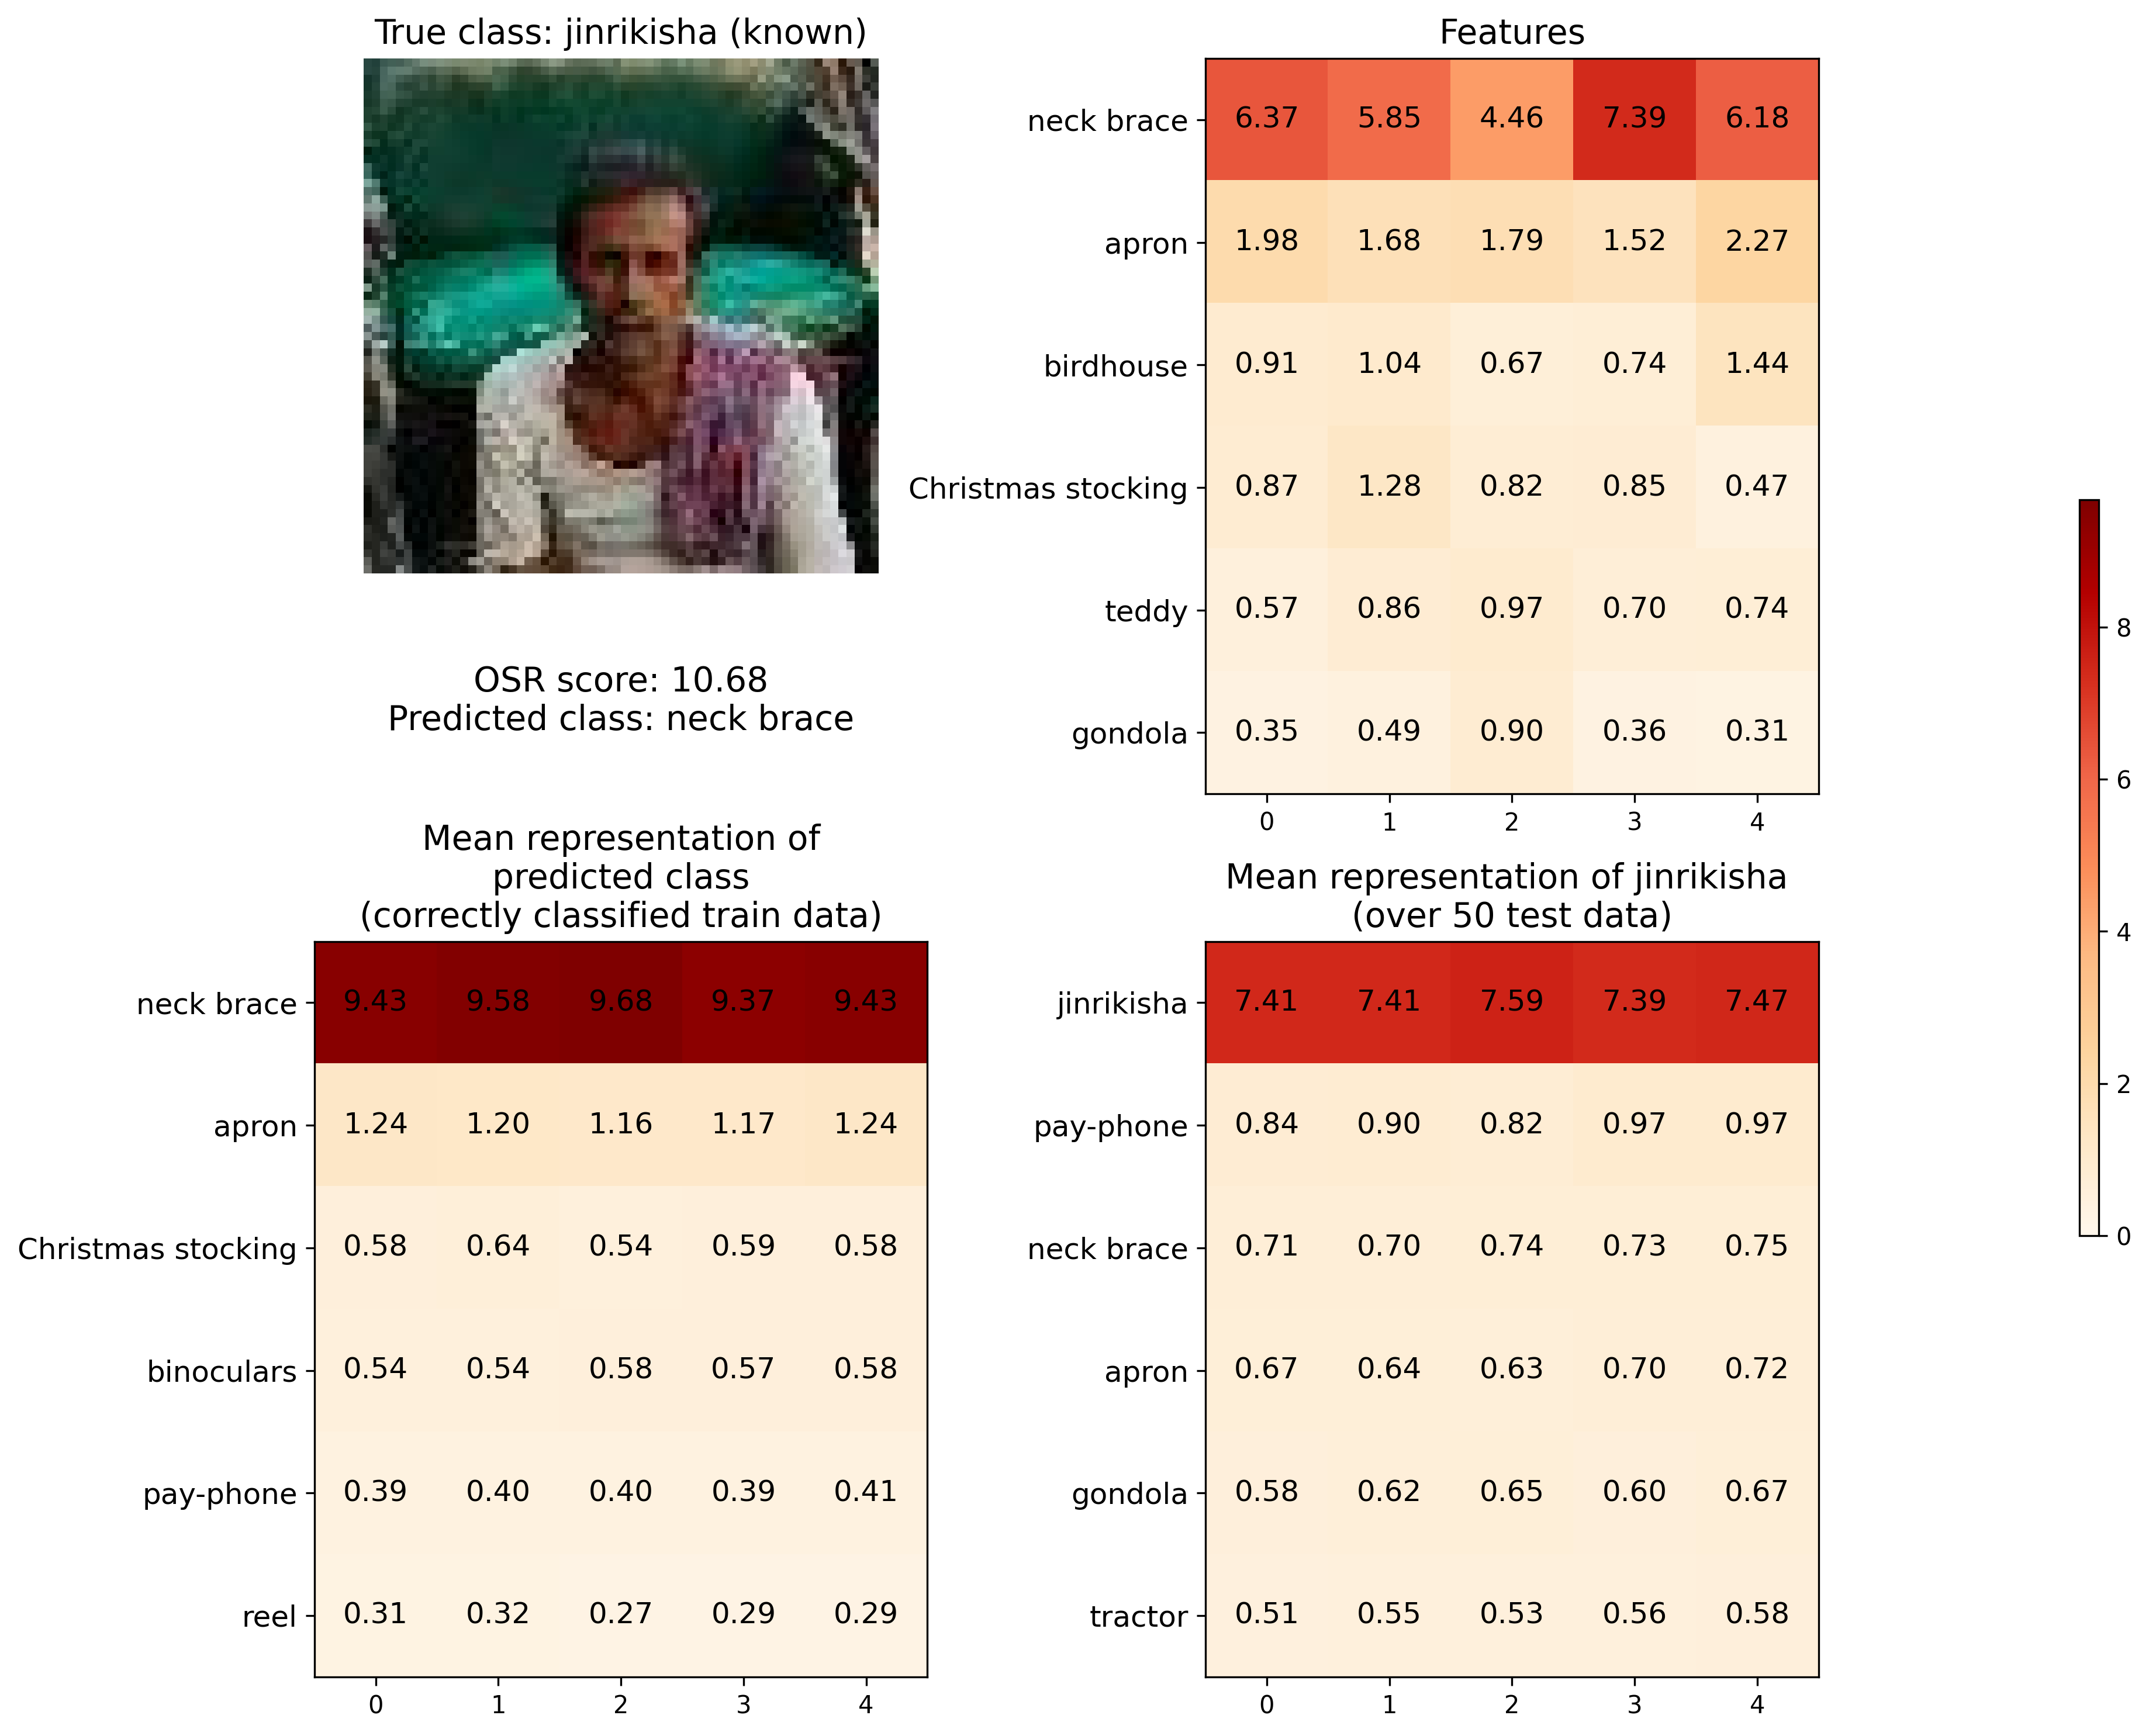 True class: jinrikisha (known)
OSR score: 10.68
Predicted class: neck brace
Features
neck brace 6.37 5.85 4.46 7.39 6.18
apron 1.98 1.68 1.79 1.52 2.27
birdhouse 0.91 1.04 0.67 0.74 1.44
Christmas stocking 0.87 1.28 0.82 0.85 0.47
teddy 0.57 0.86 0.97 0.70 0.74
gondola 0.35 0.49 0.90 0.36 0.31
0 1 2 3 4
Mean representation of
predicted class
(correctly classified train data)
neck brace 9.43 9.58 9.68 9.37 9.43
apron 1.24 1.20 1.16 1.17 1.24
Christmas stocking 0.58 0.64 0.54 0.59 0.58
binoculars 0.54 0.54 0.58 0.57 0.58
pay-phone 0.39 0.40 0.40 0.39 0.41
reel 0.31 0.32 0.27 0.29 0.29
0 1 2 3 4
Mean representation of jinrikisha
(over 50 test data)
jinrikisha 7.41 7.41 7.59 7.39 7.47
pay-phone 0.84 0.90 0.82 0.97 0.97
neck brace 0.71 0.70 0.74 0.73 0.75
apron 0.67 0.64 0.63 0.70 0.72
gondola 0.58 0.62 0.65 0.60 0.67
tractor 0.51 0.55 0.53 0.56 0.58
0 1 2 3 4
8
6
4
2
0